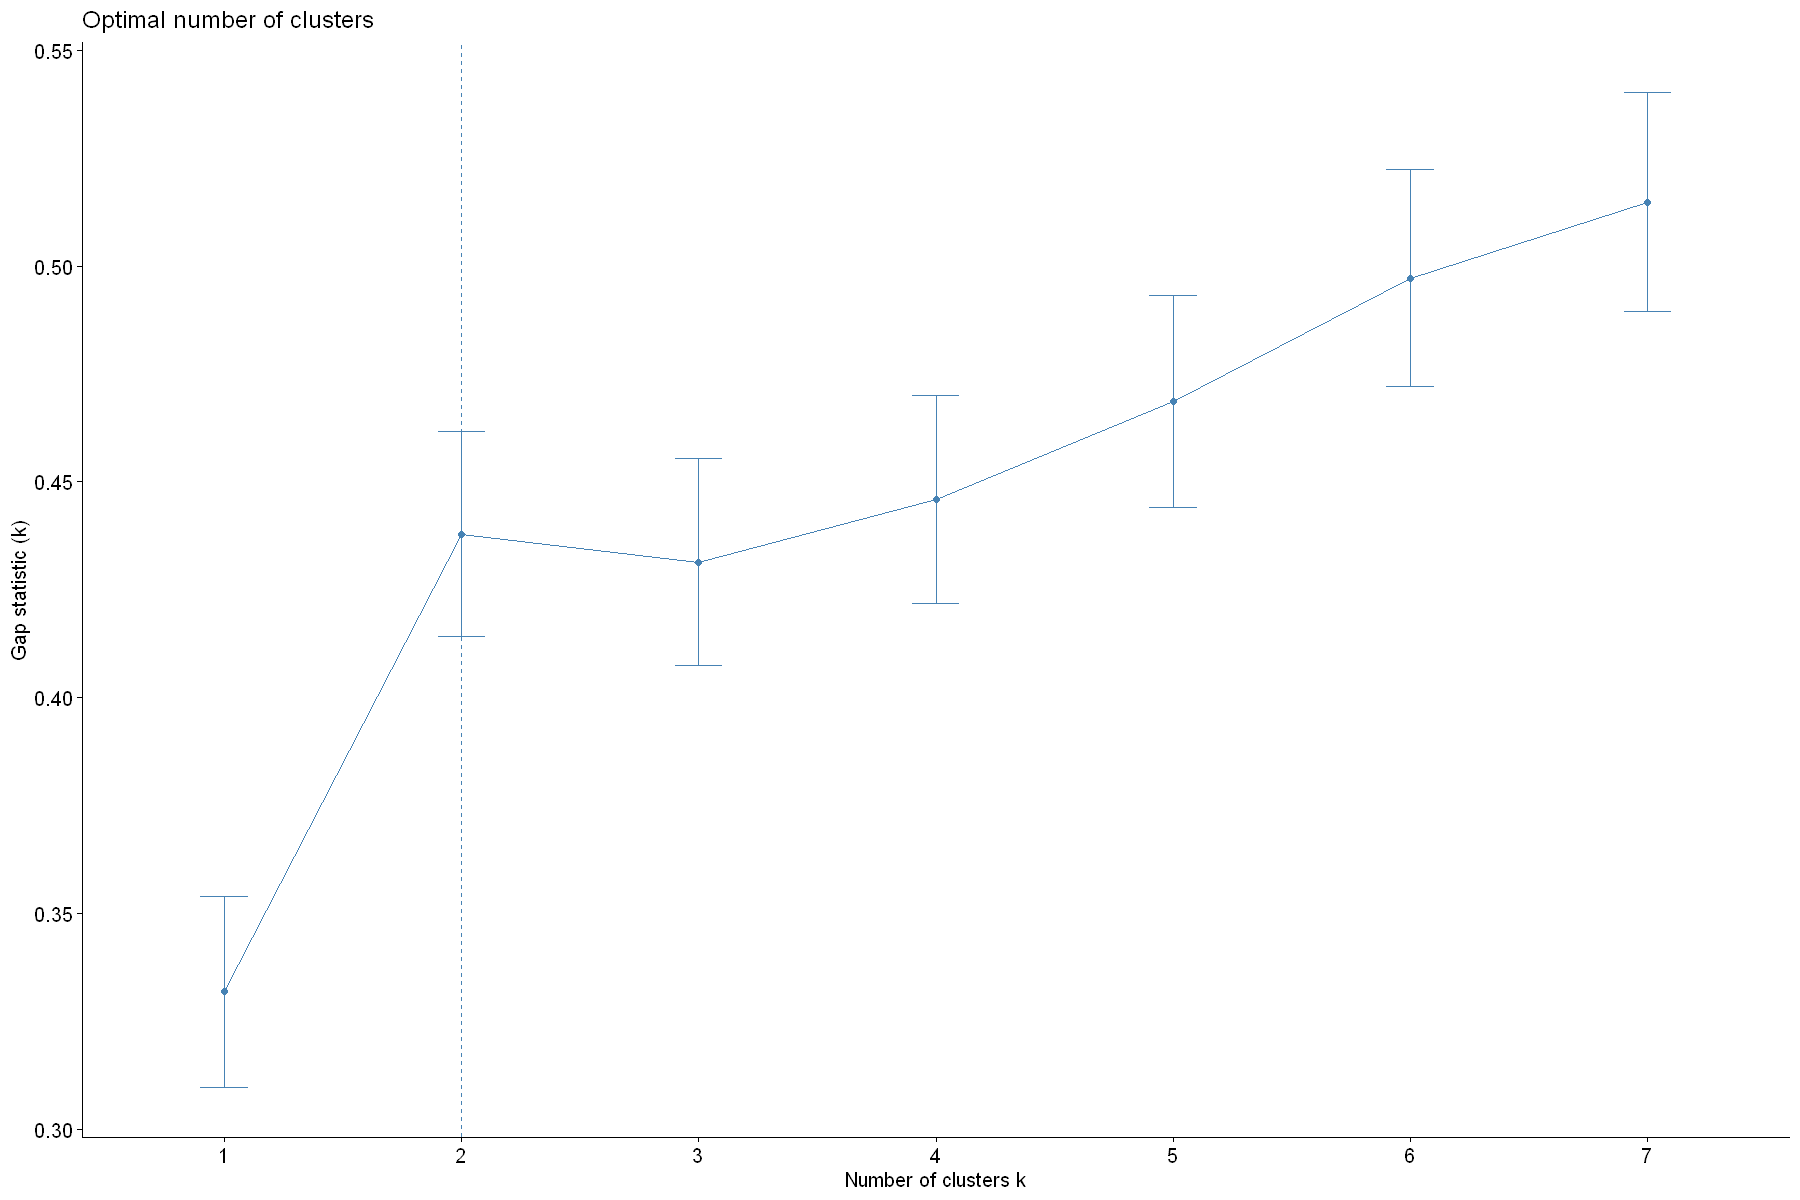 Optimal number of clusters
0.55
0.50
0.45
0.40
0.35
0.30
Gap statistic (k)
1 2 3 4 5 6 7
Number of clusters k